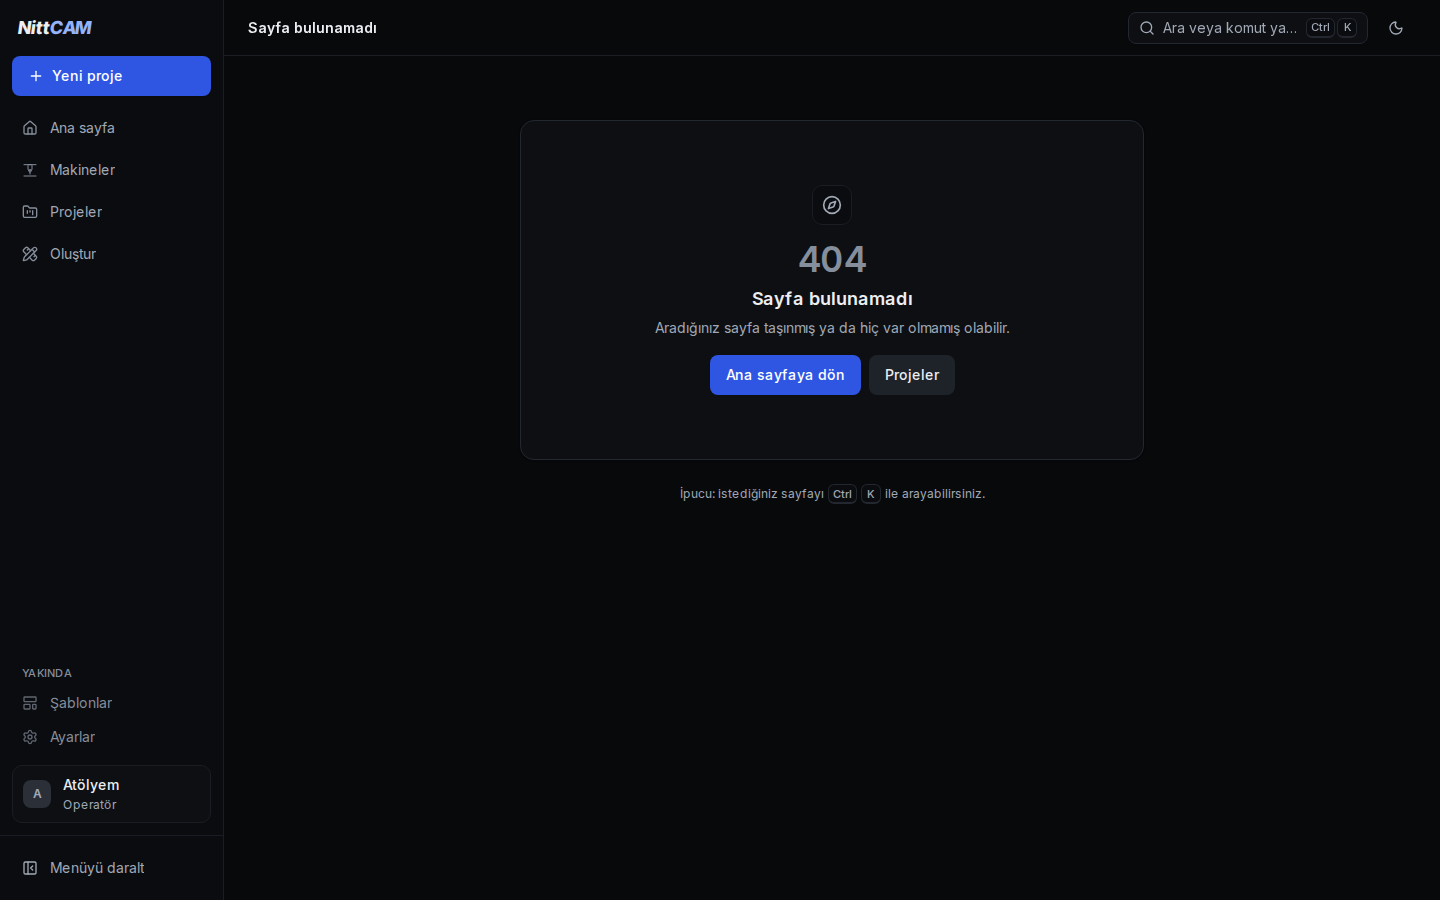 NittCAM
Yeni proje
Ana sayfa
Makineler
Projeler
Oluştur
YAKINDA
Şablonlar
Ayarlar
A
Atölyem
Operatör
Menüyü daralt
Sayfa bulunamadı
Ara veya komut ya... Ctrl K
404
Sayfa bulunamadı
Aradığınız sayfa taşınmış ya da hiç var olmamış olabilir.
Ana sayfaya dön Projeler
İpucu: istediğiniz sayfayı Ctrl K ile arayabilirsiniz.